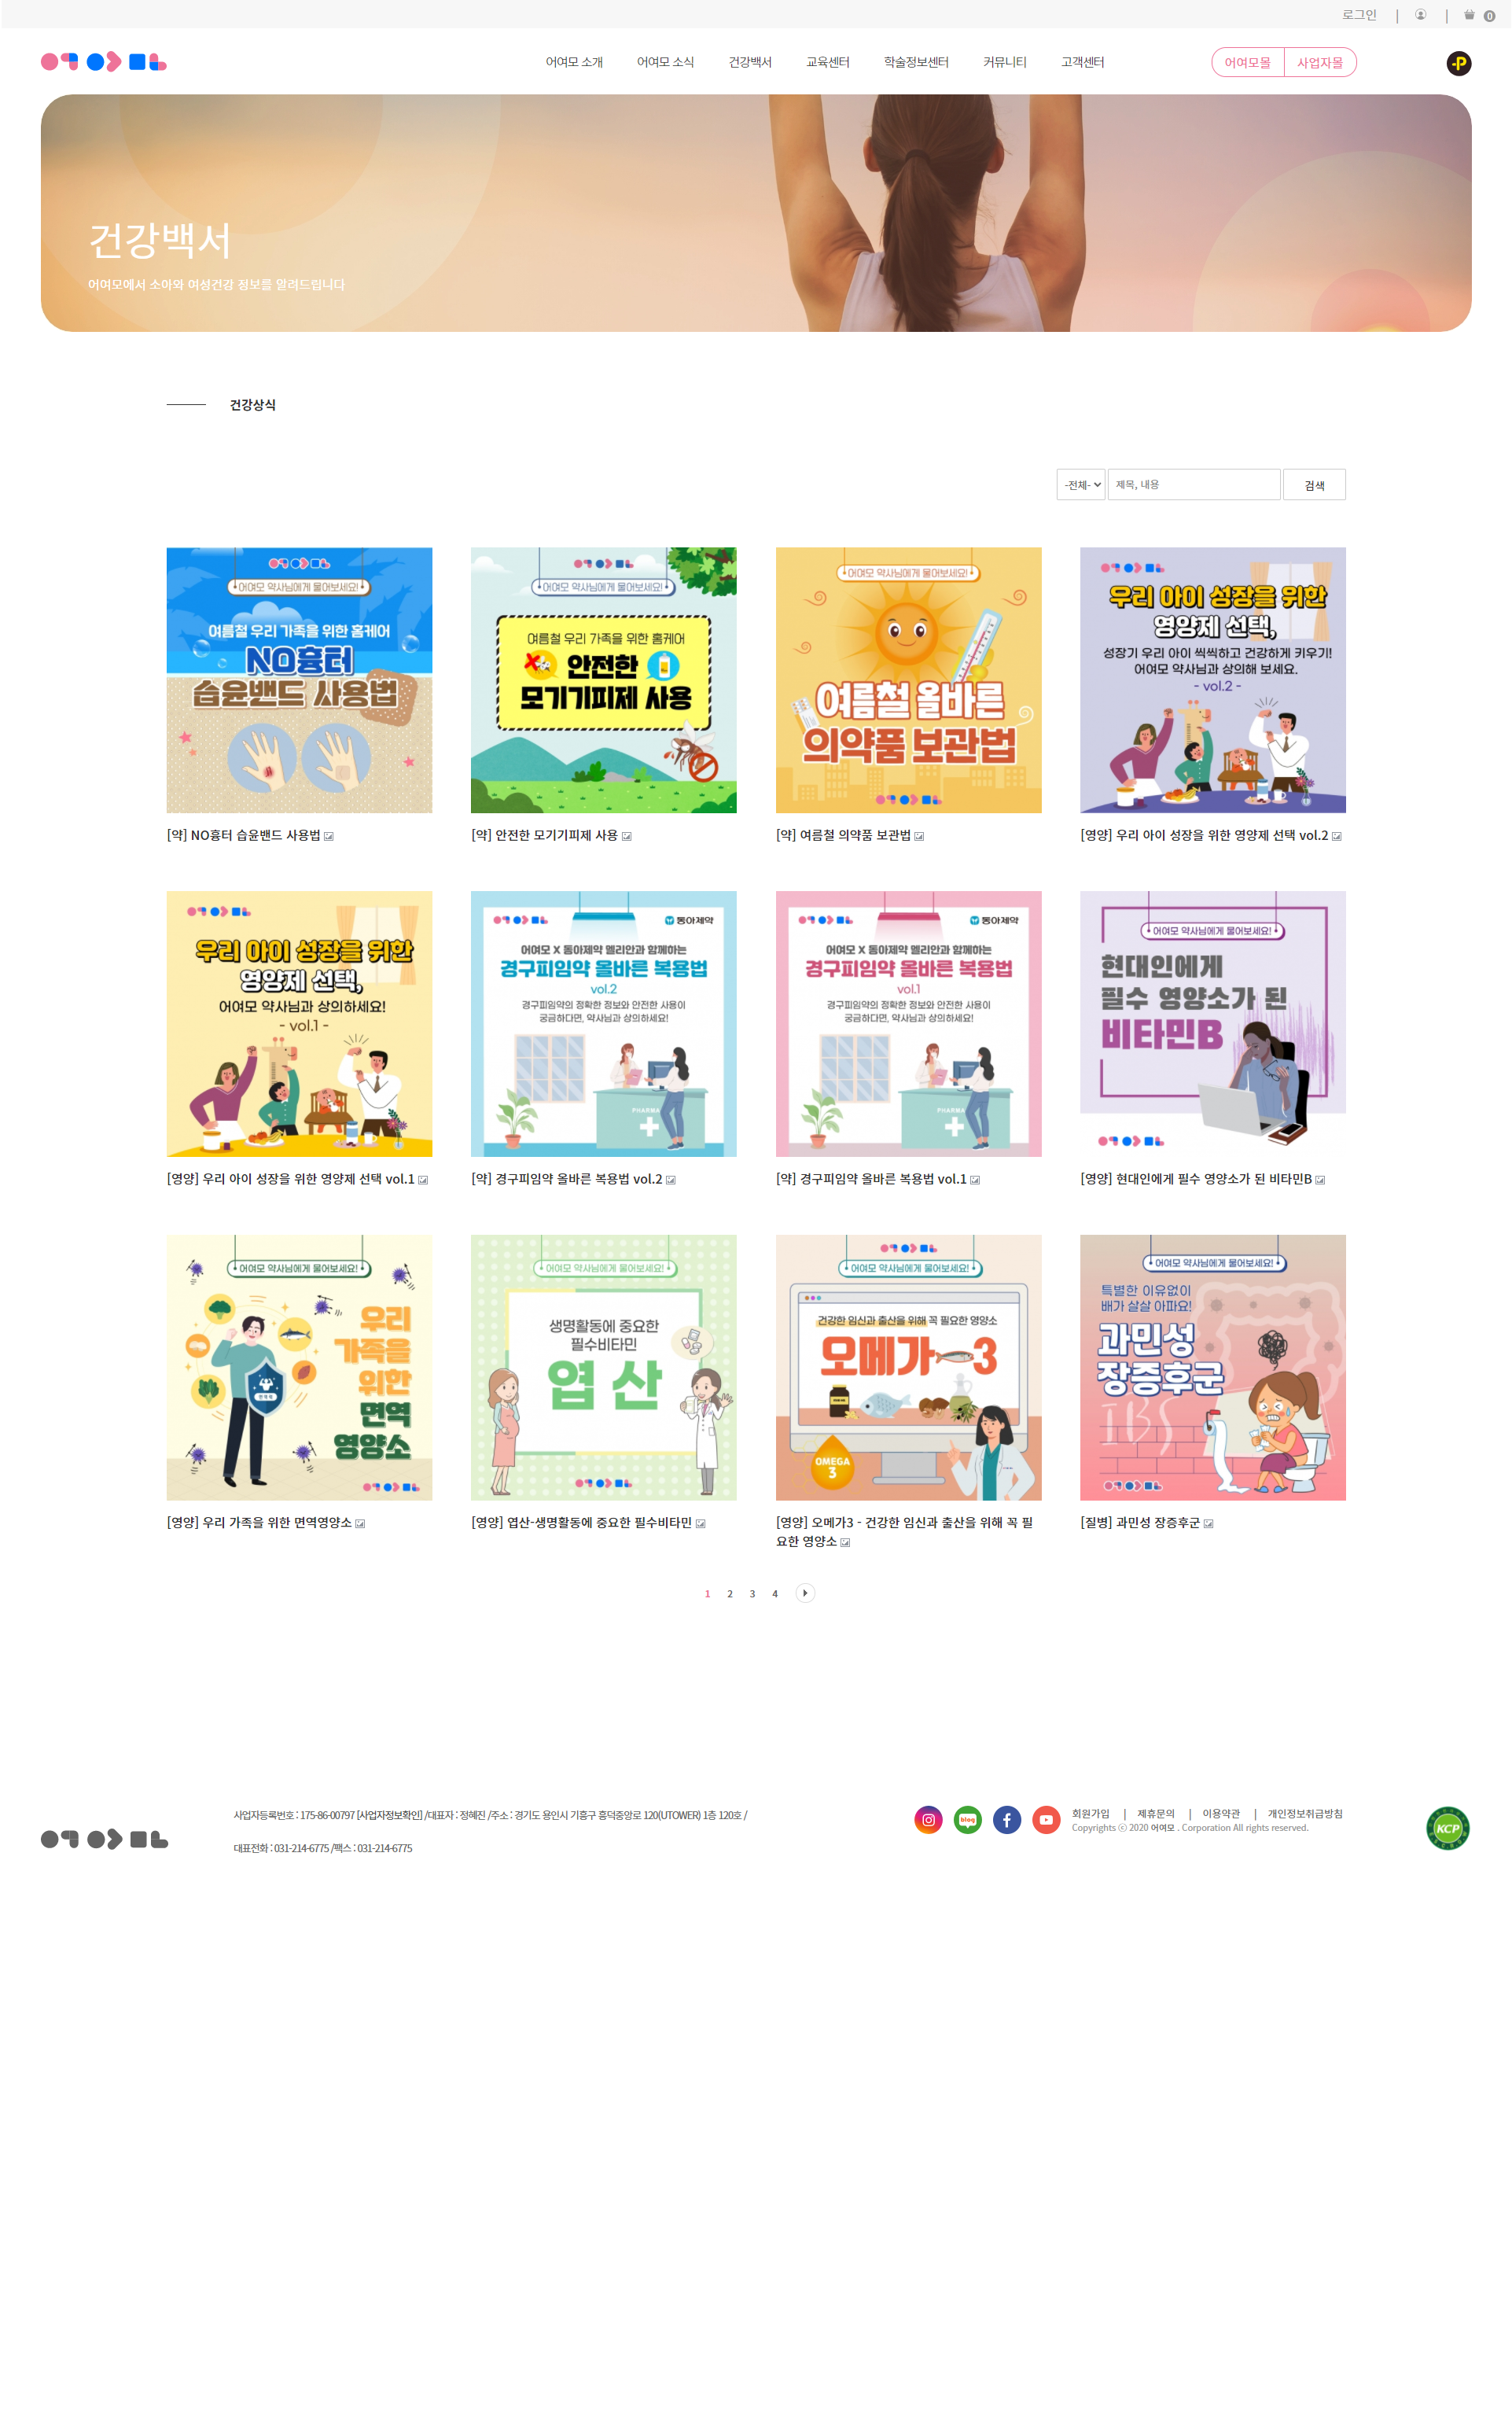 로그인 | | 0
어여모 소개 어여모 소식 건강백서 교육센터 학술정보센터 커뮤니티 고객센터 어여모몰 사업자몰
-P
건강백서
어여모에서 소아와 여성건강 정보를 알려드립니다
건강상식
-전체- 제목, 내용 검색
어여모 약사님에게 물어보세요!
여름철 우리 가족을 위한 홈케어
NO흉터
습윤밴드 사용법
[약] NO흉터 습윤밴드 사용법
어여모 약사님에게 물어보세요!
여름철 우리 가족을 위한 홈케어
안전한
모기기피제 사용
[약] 안전한 모기기피제 사용
어여모 약사님에게 물어보세요!
여름철 올바른
의약품 보관법
[약] 여름철 의약품 보관법
우리 아이 성장을 위한
영양제 선택,
성장기 우리 아이 씩씩하고 건강하게 키우기!
어여모 약사님과 상의해 보세요.
- vol.2 -
[영양] 우리 아이 성장을 위한 영양제 선택 vol.2
우리 아이 성장을 위한
영양제 선택,
어여모 약사님과 상의하세요!
- vol.1 -
[영양] 우리 아이 성장을 위한 영양제 선택 vol.1
동아제약
어여모 X 동아제약 멜리안과 함께하는
경구피임약 올바른 복용법
vol.2
경구피임약의 정확한 정보와 안전한 사용이
궁금하다면, 약사님과 상의하세요!
PHARMA
[약] 경구피임약 올바른 복용법 vol.2
동아제약
어여모 X 동아제약 멜리안과 함께하는
경구피임약 올바른 복용법
vol.1
경구피임약의 정확한 정보와 안전한 사용이
궁금하다면, 약사님과 상의하세요!
PHARMA
[약] 경구피임약 올바른 복용법 vol.1
어여모 약사님에게 물어보세요!
현대인에게
필수 영양소가 된
비타민B
[영양] 현대인에게 필수 영양소가 된 비타민B
어여모 약사님에게 물어보세요!
우리
가족을
위한
면역
영양소
[영양] 우리 가족을 위한 면역영양소
어여모 약사님에게 물어보세요!
생명활동에 중요한
필수비타민
엽산
[영양] 엽산-생명활동에 중요한 필수비타민
어여모 약사님에게 물어보세요!
건강한 임신과 출산을 위해 꼭 필요한 영양소
오메가 3
OMEGA
3
[영양] 오메가3 - 건강한 임신과 출산을 위해 꼭 필
요한 영양소
어여모 약사님에게 물어보세요!
특별한 이유없이
배가 살살 아파요!
과민성
장증후군
IBS
[질병] 과민성 장증후군
1 2 3 4
사업자등록번호 : 175-86-00797 [사업자정보확인] /대표자 : 정혜진 /주소 : 경기도 용인시 기흥구 흥덕중앙로 120(UTOWER) 1층 120호 /
대표전화 : 031-214-6775 /팩스 : 031-214-6775
blog
회원가입 | 제휴문의 | 이용약관 | 개인정보취급방침
Copyrights ⓒ 2020 어여모 . Corporation All rights reserved.
KCP